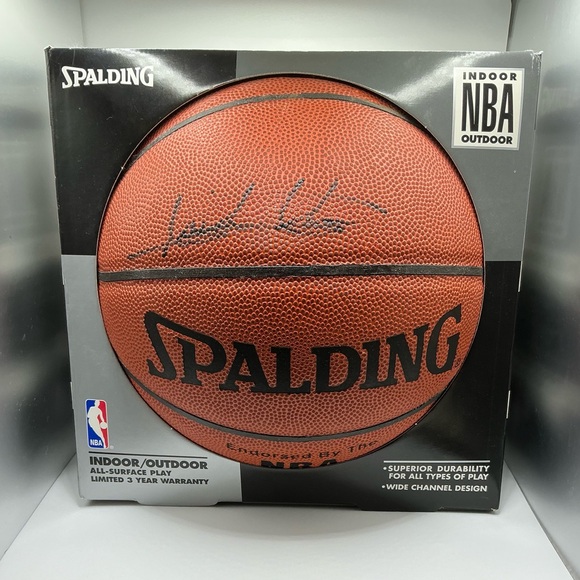 SPALDING
INDOOR
NBA
OUTDOOR
SPALDING
Endorsed By The
NBA
NBA
INDOOR/OUTDOOR
ALL-SURFACE PLAY
LIMITED 3 YEAR WARRANTY
•SUPERIOR DURABILITY
FOR ALL TYPES OF PLAY
•WIDE CHANNEL DESIGN